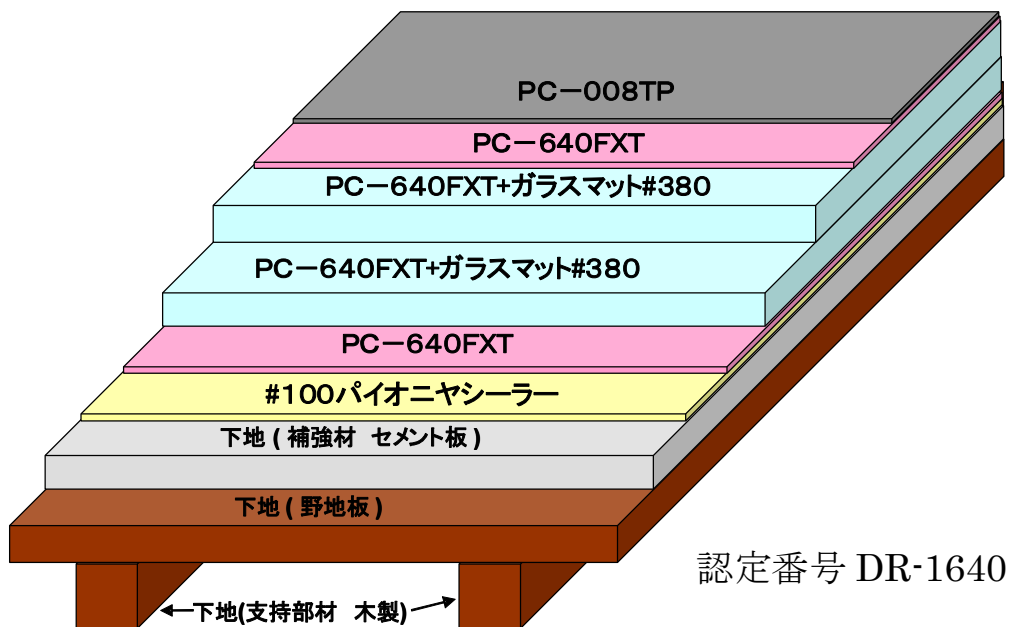 PC－008TP
PC－640FXT
PC－640FXT+ガラスマット#380
PC－640FXT+ガラスマット#380
PC－640FXT
#100パイオニヤシーラー
下地 ( 補強材　セメント板 )
下地 ( 野地板 )
下地(支持部材　木製)
認定番号 DR-1640